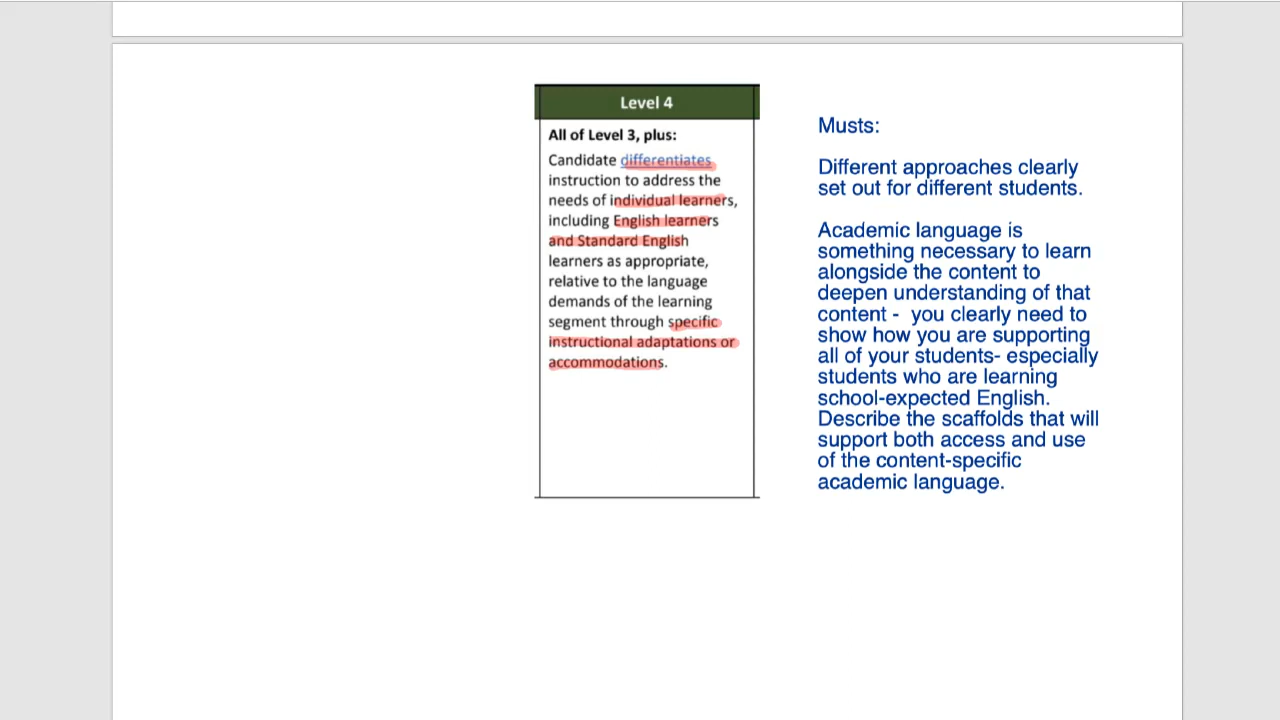 Level 4
All of Level 3, plus:
Candidate differentiates
instruction to address the
needs of individual learners,
including English learners
and Standard English
learners as appropriate,
relative to the language
demands of the learning
segment through specific
instructional adaptations or
accommodations.
Musts:
Different approaches clearly
set out for different students.
Academic language is
something necessary to learn
alongside the content to
deepen understanding of that
content -  you clearly need to
show how you are supporting
all of your students- especially
students who are learning
school-expected English.
Describe the scaffolds that will
support both access and use
of the content-specific
academic language.